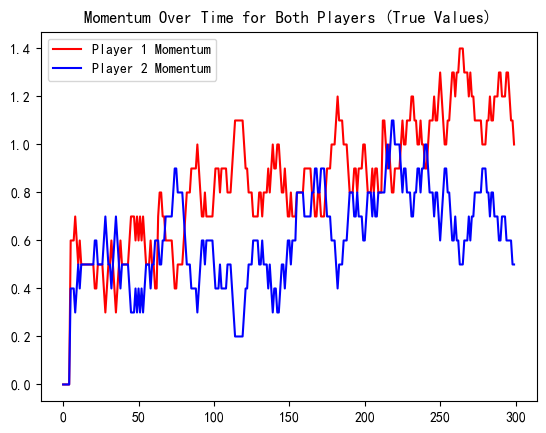 Momentum Over Time for Both Players (True Values)
Player 1 Momentum
Player 2 Momentum
1.4
1.2
1.0
0.8
0.6
0.4
0.2
0.0
0 50 100 150 200 250 300